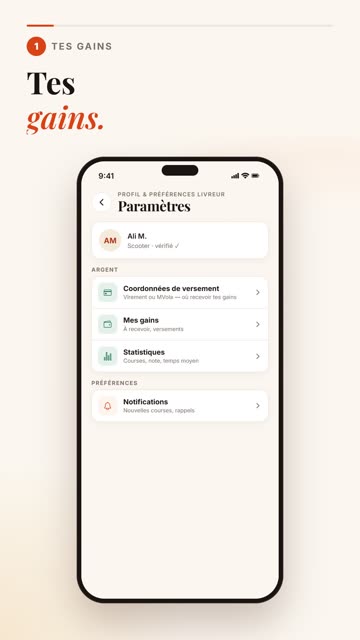 1 TES GAINS
Tes
gains.
9:41
PROFIL & PRÉFÉRENCES LIVREUR
Paramètres
AM
Ali M.
Scooter · vérifié ✓
ARGENT
Coordonnées de versement
Virement ou MVola — où recevoir tes gains
Mes gains
À recevoir, versements
Statistiques
Courses, note, temps moyen
PRÉFÉRENCES
Notifications
Nouvelles courses, rappels